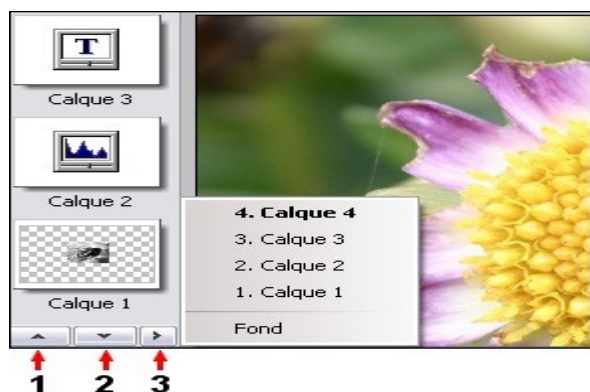 T
Calque 3
Calque 2
Calque 1
4. Calque 4
3. Calque 3
2. Calque 2
1. Calque 1
Fond
1 2 3